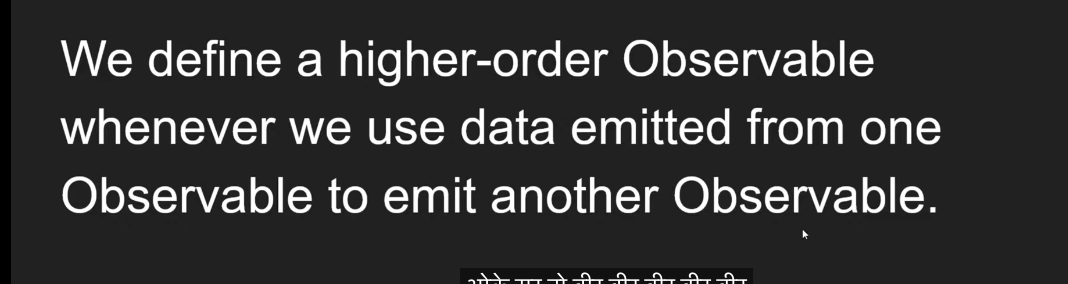 We define a higher-order Observable
whenever we use data emitted from one
Observable to emit another Observable.